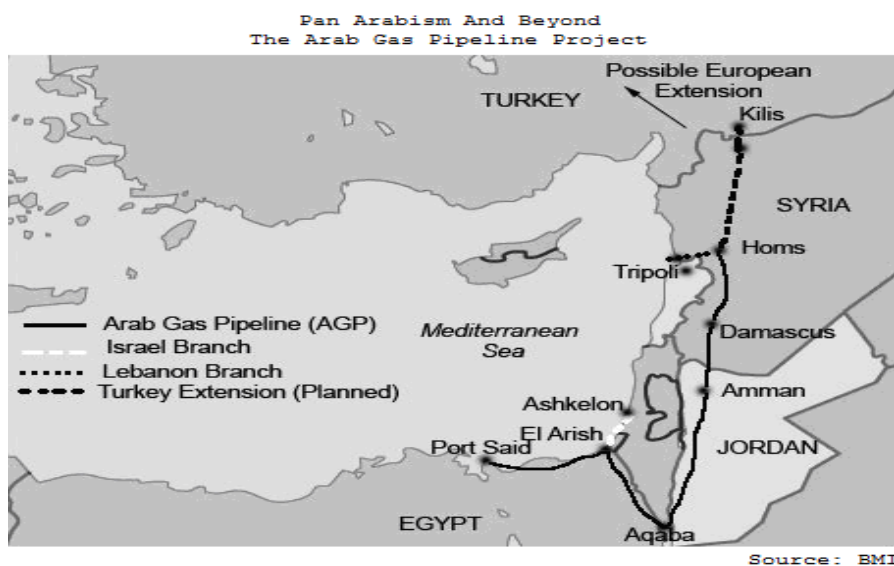 Pan Arabism And Beyond
The Arab Gas Pipeline Project
Possible European
Extension
TURKEY
Kilis
SYRIA
Homs
Tripoli
Arab Gas Pipeline (AGP)
Israel Branch
Lebanon Branch
Turkey Extension (Planned)
Mediterranean
Sea
Damascus
Amman
Ashkelon
El Arish
Port Said
JORDAN
EGYPT
Aqaba
Source: BMI